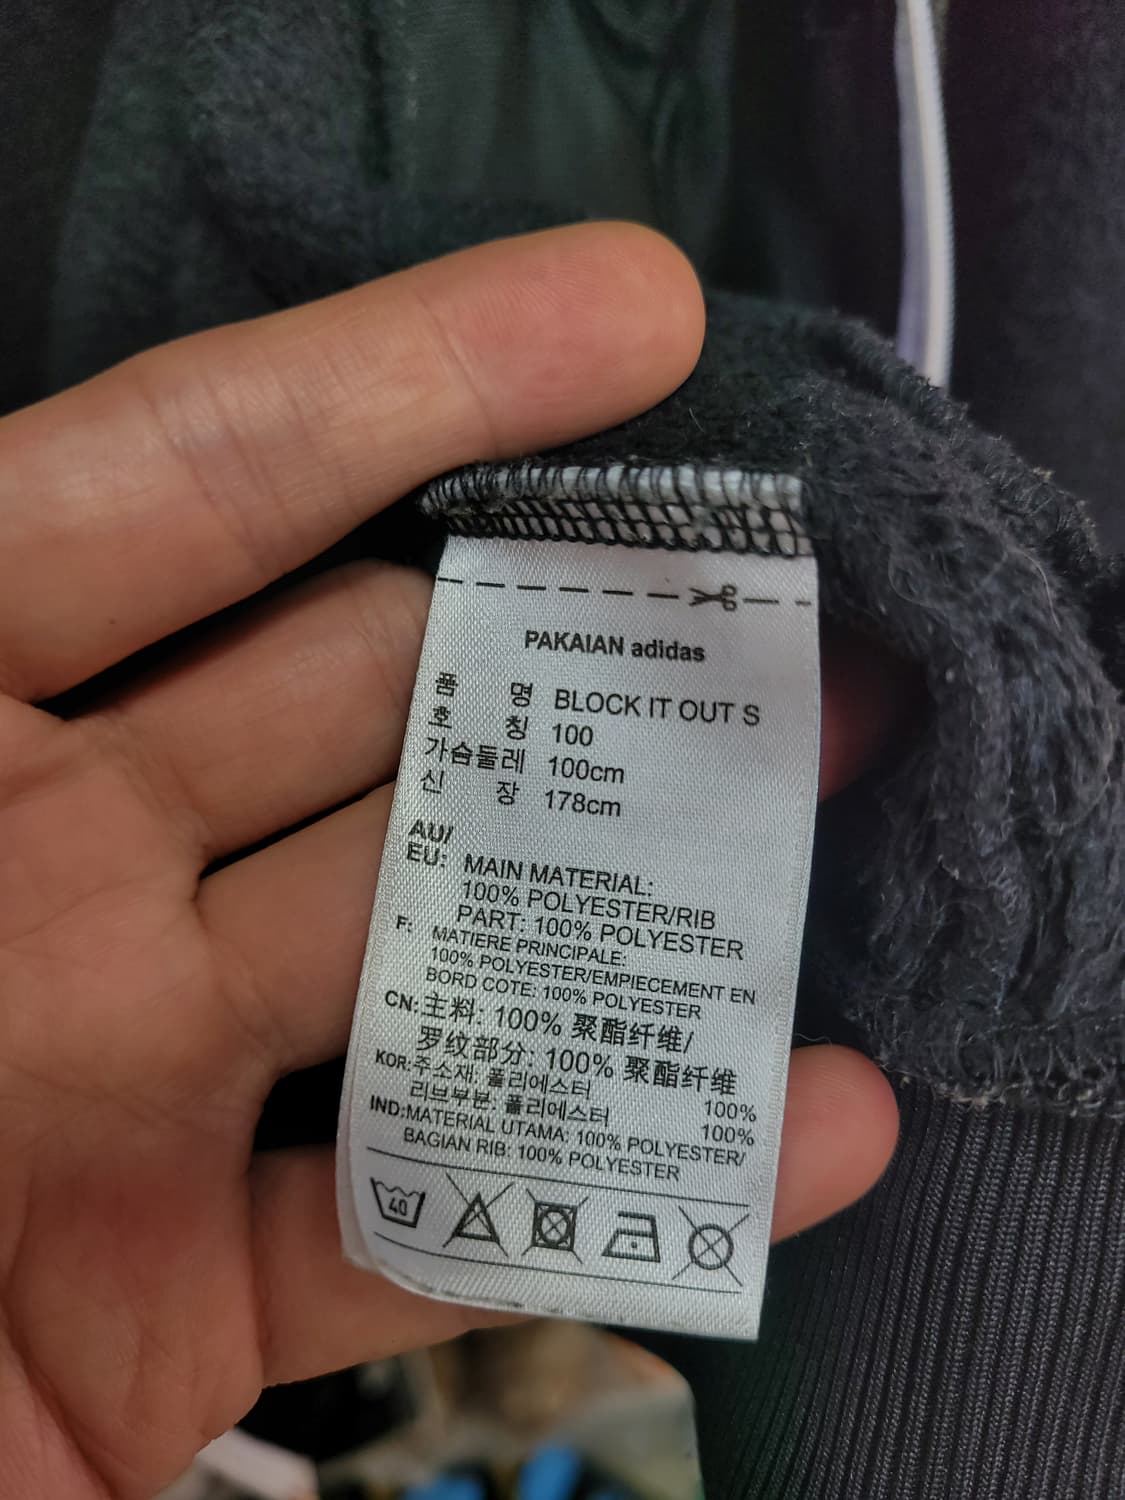 PAKAIAN adidas
품 명 BLOCK IT OUT S
호 칭 100
가슴둘레 100cm
신 장 178cm
AU/
EU: MAIN MATERIAL:
100% POLYESTER/RIB
PART: 100% POLYESTER
F: MATIERE PRINCIPALE:
100% POLYESTER/EMPIECEMENT EN
BORD COTE: 100% POLYESTER
CN: 主料: 100% 聚酯纤维/
罗纹部分: 100% 聚酯纤维
KOR: 주소재: 폴리에스터 100%
리브부분: 폴리에스터 100%
IND: MATERIAL UTAMA: 100% POLYESTER/
BAGIAN RIB: 100% POLYESTER
40